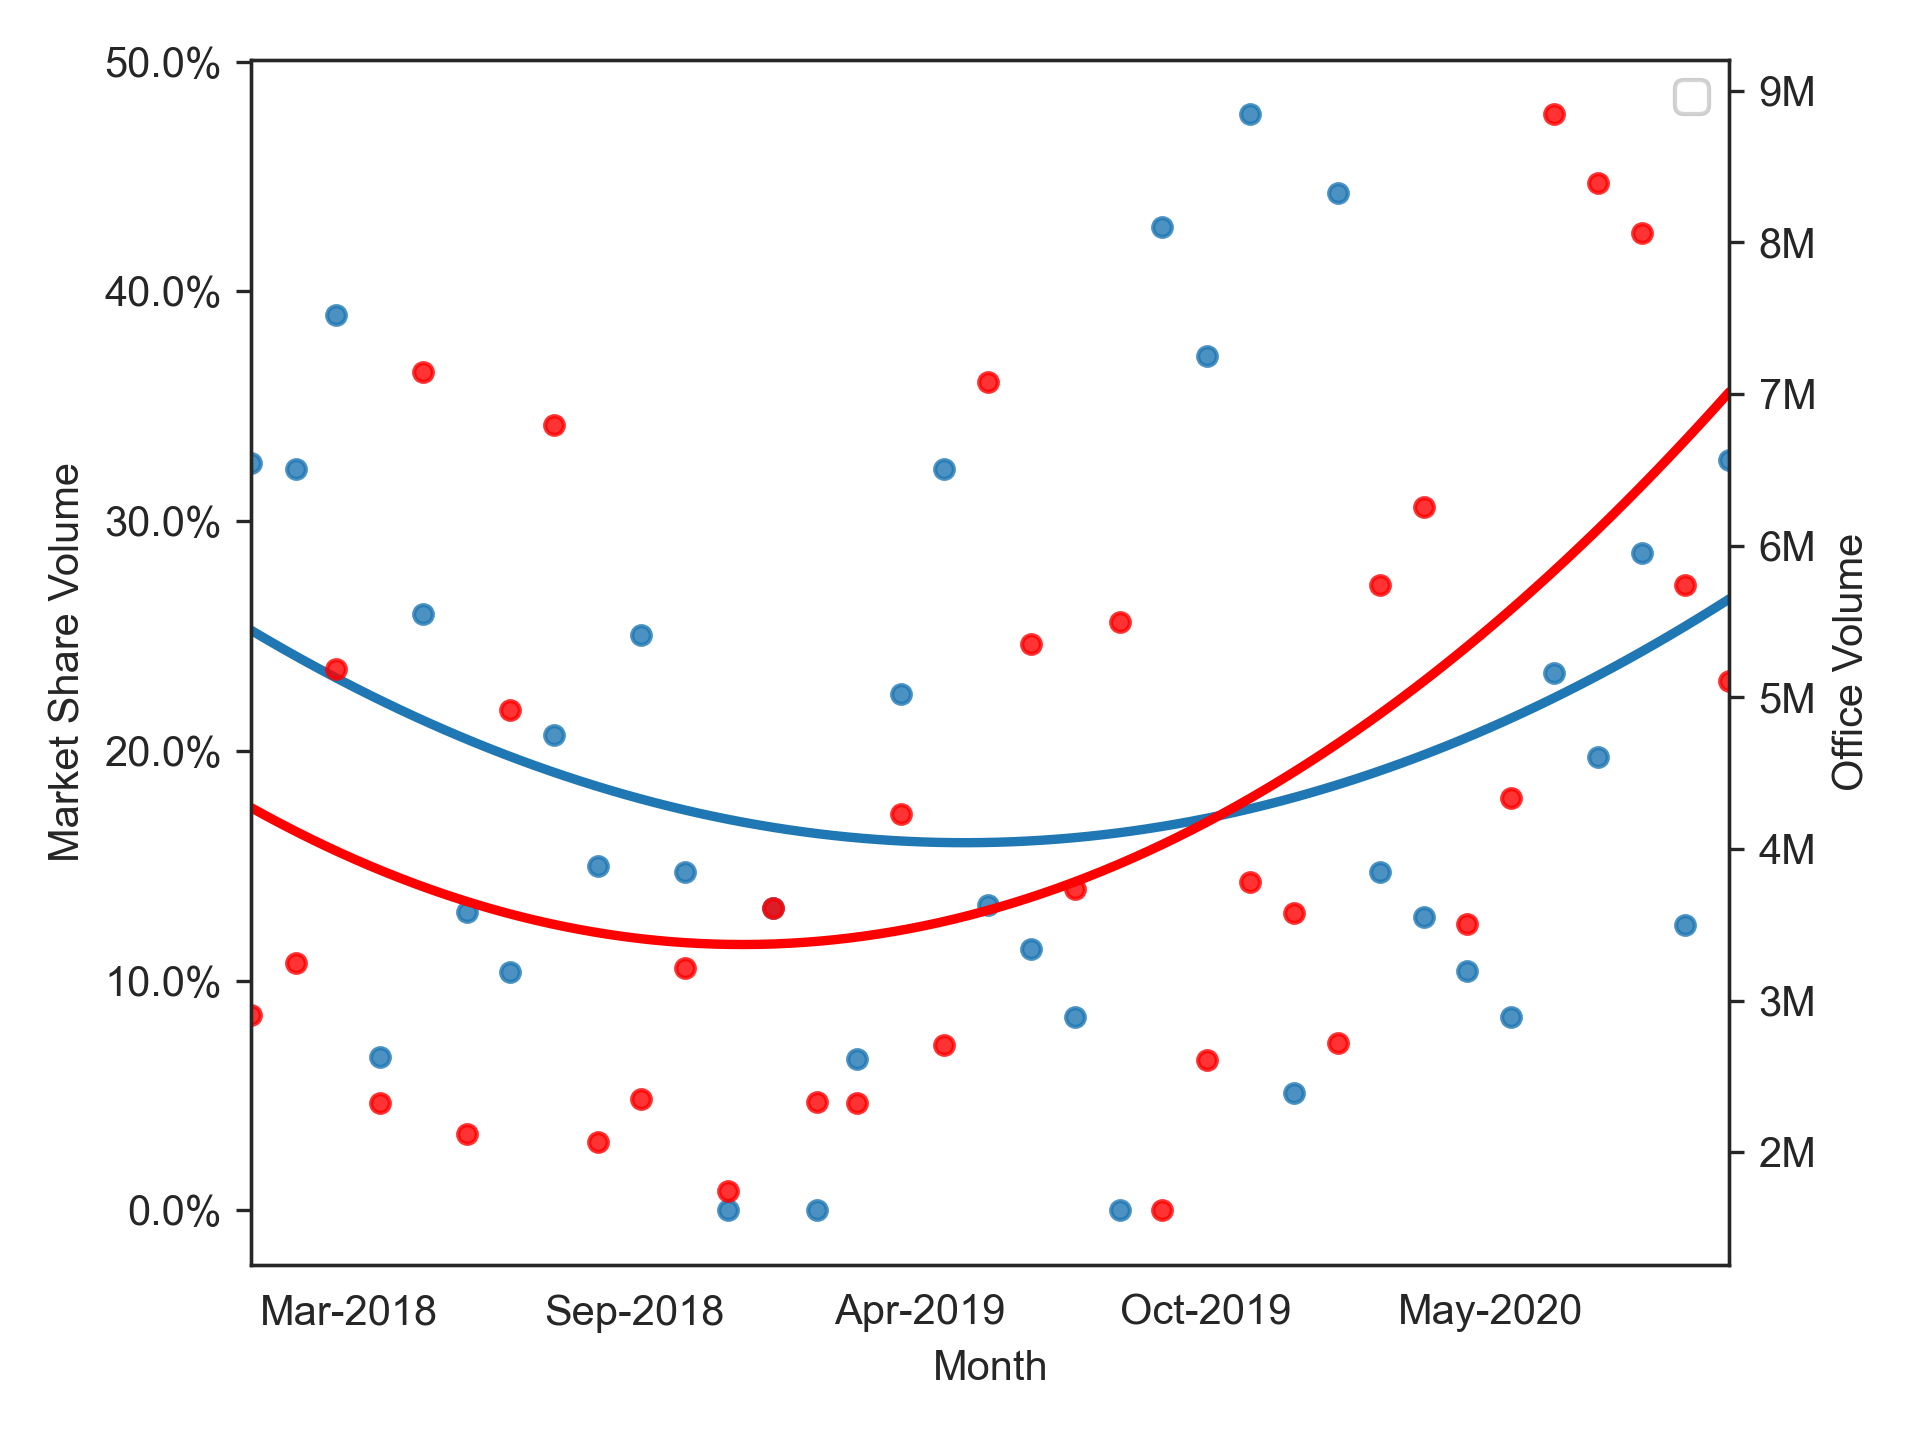 50.0%
40.0%
30.0%
20.0%
10.0%
0.0%
Market Share Volume
9M
8M
7M
6M
5M
4M
3M
2M
Office Volume
Mar-2018
Sep-2018
Apr-2019
Oct-2019
May-2020
Month